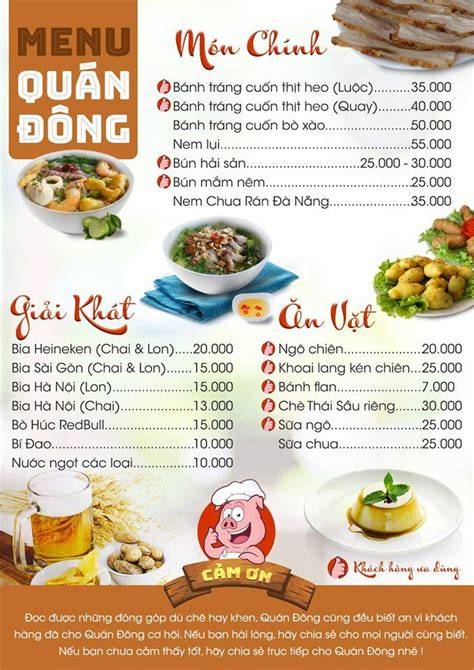 MENU
QUÁN
ĐÔNG
Món Chính
Bánh tráng cuốn thịt heo (Luộc)......35.000
Bánh tráng cuốn thịt heo (Quay)......40.000
Bánh tráng cuốn bò xào......50.000
Nem lụi......55.000
Bún hải sản......25.000 - 30.000
Bún mắm nêm......25.000
Nem Chua Rán Đà Nẵng......35.000
Giải Khát
Bia Heineken (Chai & Lon).....20.000
Bia Sài Gòn (Chai & Lon)......15.000
Bia Hà Nội (Lon)......15.000
Bia Hà Nội (Chai)......13.000
Bò Húc RedBull......15.000
Bí Đao......10.000
Nước ngọt các loại......10.000
Ăn Vặt
Ngô chiên......20.000
Khoai lang kén chiên......25.000
Bánh flan......7.000
Chè Thái Sầu riêng......30.000
Sữa ngô......25.000
Sữa chua......25.000
CẢM ƠN
Khách hàng ưa dùng
Đọc được những đóng góp dù chê hay khen, Quán Đông cũng đều biết ơn vì khách
hàng đã cho Quán Đông cơ hội. Nếu bạn hài lòng, hãy chia sẻ cho mọi người cùng biết.
Nếu bạn chưa cảm thấy tốt, hãy chia sẻ trực tiếp cho Quán Đông nhé !